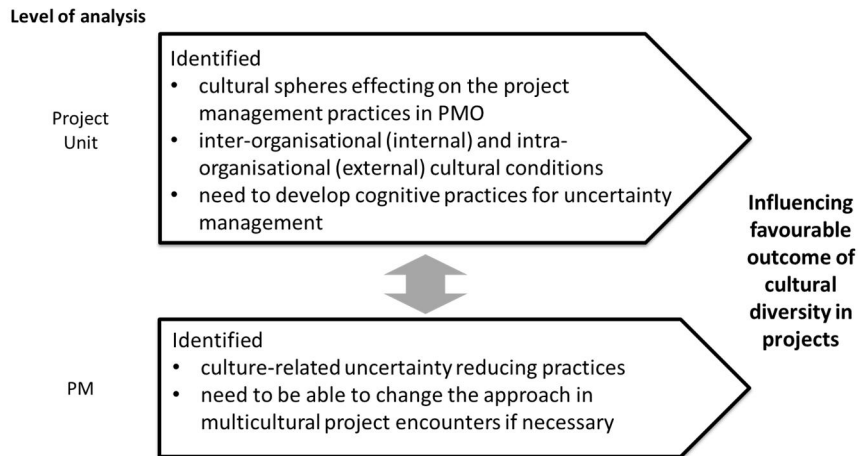 Level of analysis
Project
Unit
Identified
• cultural spheres effecting on the project
management practices in PMO
• inter-organisational (internal) and intra-
organisational (external) cultural conditions
• need to develop cognitive practices for uncertainty
management
PM
Identified
• culture-related uncertainty reducing practices
• need to be able to change the approach in
multicultural project encounters if necessary
Influencing
favourable
outcome of
cultural
diversity in
projects